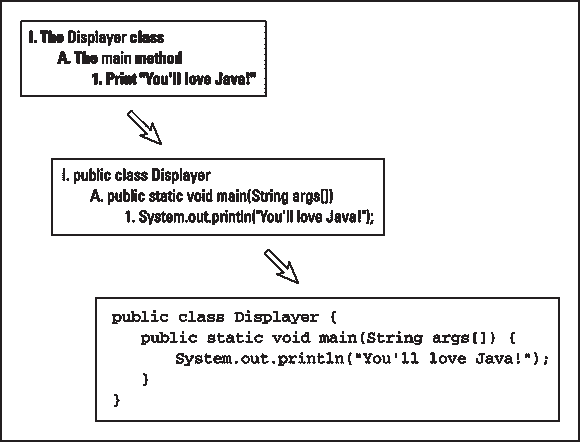 I. The Displayer class
A. The main method
1. Print "You'll love Java!"
I. public class Displayer
A. public static void main(String args[])
1. System.out.println("You'll love Java!");
public class Displayer {
public static void main(String args[]) {
System.out.println("You'll love Java!");
}
}